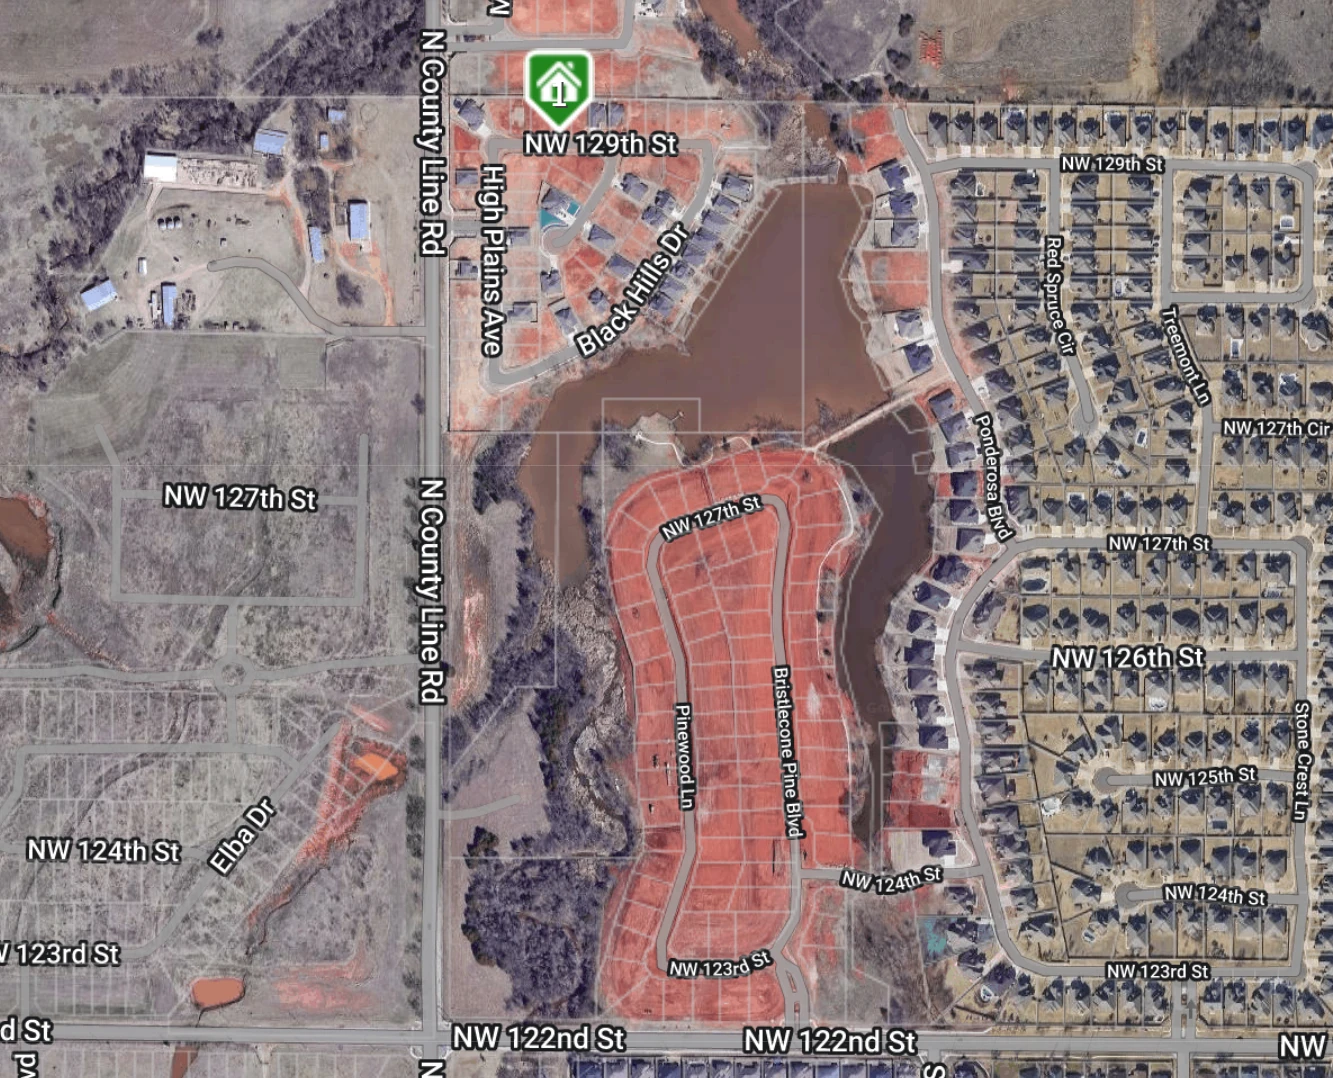 N County Line Rd
1
NW 129th St
High Plains Ave
Black Hills Dr
NW 129th St
Red Spruce Cir
Treemont Ln
NW 127th Cir
Ponderosa Blvd
NW 127th St
N County Line Rd
NW 127th St
NW 127th St
NW 126th St
Pinewood Ln
Bristlecone Pine Blvd
Stone Crest Ln
NW 125th St
Elba Dr
NW 124th St
NW 124th St
NW 124th St
W 123rd St
NW 123rd St
NW 123rd St
d St
NW 122nd St
NW 122nd St
NW
N